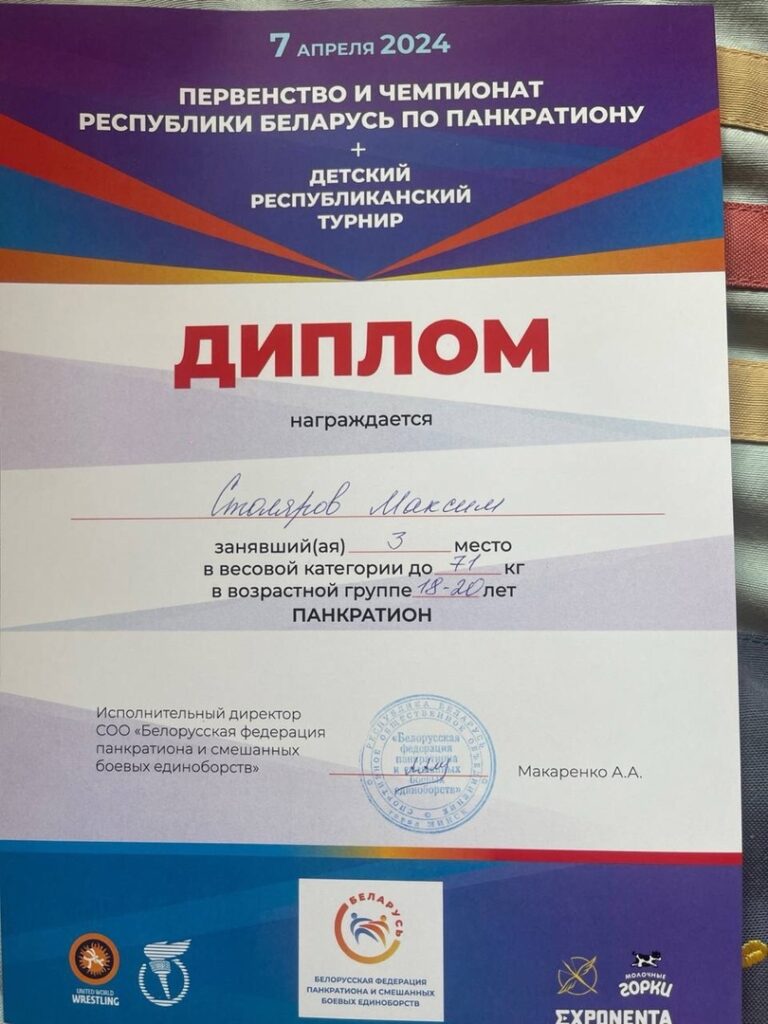 7 АПРЕЛЯ 2024
ПЕРВЕНСТВО И ЧЕМПИОНАТ
РЕСПУБЛИКИ БЕЛАРУСЬ ПО ПАНКРАТИОНУ
+
ДЕТСКИЙ
РЕСПУБЛИКАНСКИЙ
ТУРНИР
ДИПЛОМ
награждается
Столяров Максим
занявший(ая) 3 место
в весовой категории до 71 кг
в возрастной группе 18-20 лет
ПАНКРАТИОН
Исполнительный директор
СОО «Белорусская федерация
панкратиона и смешанных
боевых единоборств»
РЕСПУБЛИКА БЕЛАРУСЬ
«Белорусская
федерация
панкратиона
и смешанных
боевых
единоборств»
Макаренко А.А.
БЕЛАРУСЬ
БЕЛОРУССКАЯ ФЕДЕРАЦИЯ
ПАНКРАТИОНА И СМЕШАННЫХ
БОЕВЫХ ЕДИНОБОРСТВ
UNITED WORLD
WRESTLING
МОЛОЧНЫЕ
ГОРКИ
EXPONENTA